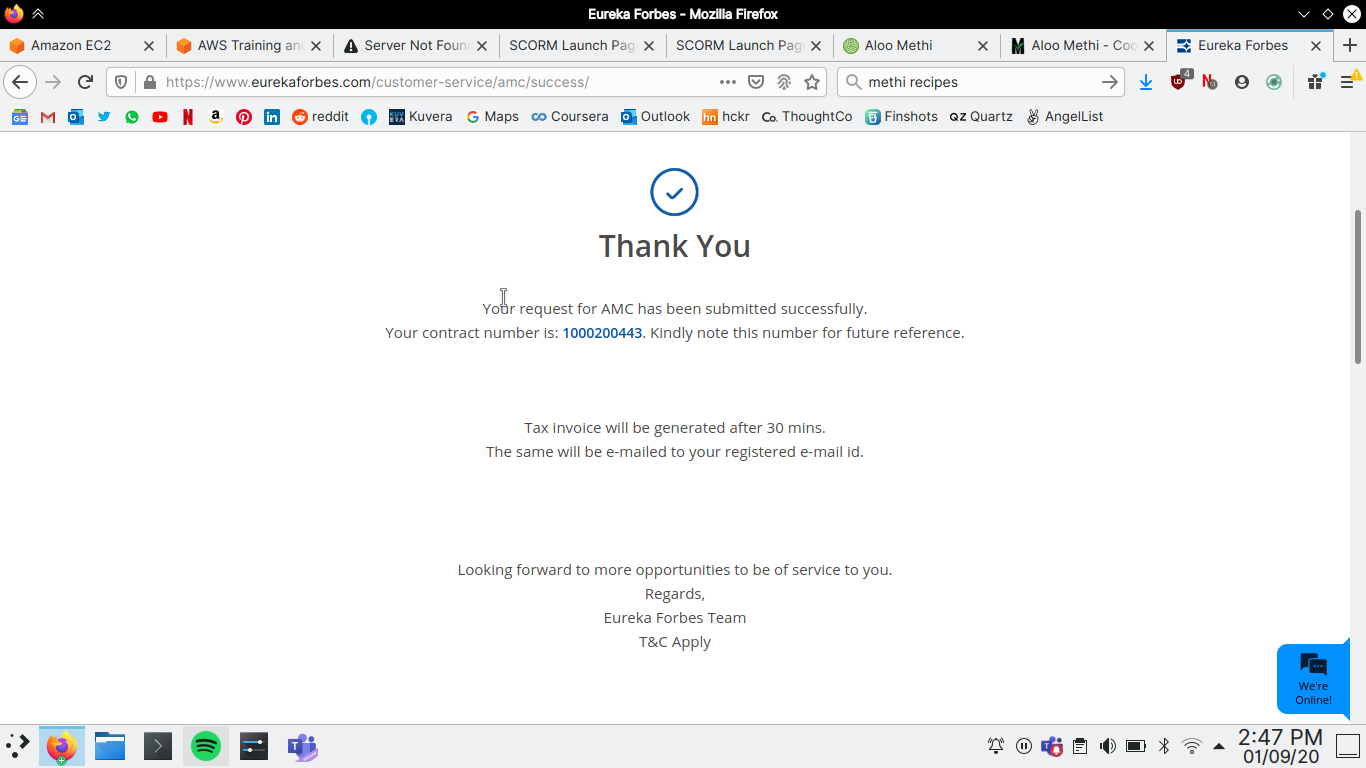 Eureka Forbes - Mozilla Firefox
Amazon EC2
AWS Training an
Server Not Foun
SCORM Launch Pag
SCORM Launch Pag
Aloo Methi
Aloo Methi - Coo
Eureka Forbes
https://www.eurekaforbes.com/customer-service/amc/success/
methi recipes
4
reddit
KUVERA
Kuvera
Maps
Coursera
Outlook
hn
hckr
Co.
ThoughtCo
Finshots
QZ
Quartz
AngelList
Thank You
Your request for AMC has been submitted successfully.
Your contract number is: 1000200443. Kindly note this number for future reference.
Tax invoice will be generated after 30 mins.
The same will be e-mailed to your registered e-mail id.
Looking forward to more opportunities to be of service to you.
Regards,
Eureka Forbes Team
T&C Apply
We're
Online!
2:47 PM
01/09/20